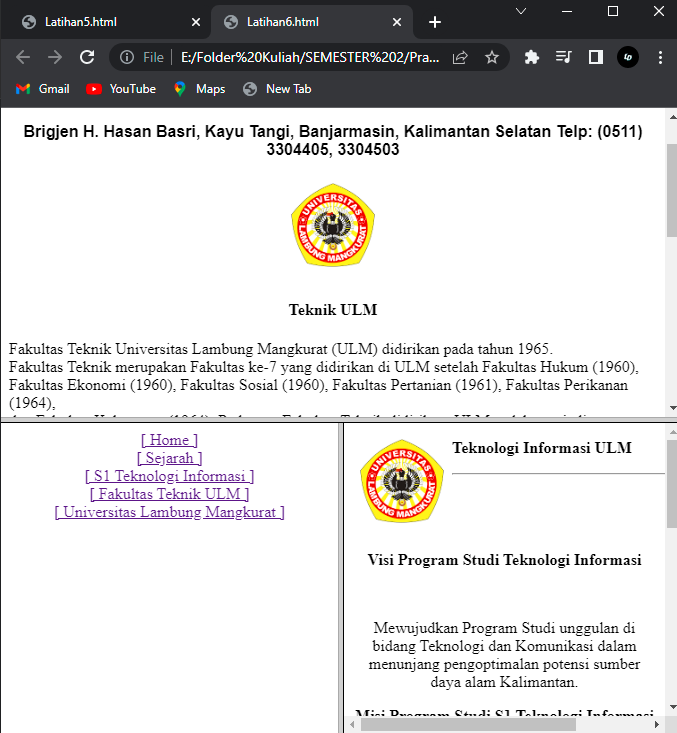 Latihan5.html
Latihan6.html
File
E:/Folder%20Kuliah/SEMESTER%202/Pra...
Gmail
YouTube
Maps
New Tab
Brigjen H. Hasan Basri, Kayu Tangi, Banjarmasin, Kalimantan Selatan Telp: (0511)
3304405, 3304503
UNIVERSITAS
LAMBUNG MANGKURAT
Teknik ULM
Fakultas Teknik Universitas Lambung Mangkurat (ULM) didirikan pada tahun 1965.
Fakultas Teknik merupakan Fakultas ke-7 yang didirikan di ULM setelah Fakultas Hukum (1960),
Fakultas Ekonomi (1960), Fakultas Sosial (1960), Fakultas Pertanian (1961), Fakultas Perikanan
(1964),
[ Home ]
[ Sejarah ]
[ S1 Teknologi Informasi ]
[ Fakultas Teknik ULM ]
[ Universitas Lambung Mangkurat ]
UNIVERSITAS
LAMBUNG MANGKURAT
Teknologi Informasi ULM
Visi Program Studi Teknologi Informasi
Mewujudkan Program Studi unggulan di
bidang Teknologi dan Komunikasi dalam
menunjang pengoptimalan potensi sumber
daya alam Kalimantan.
Misi Program Studi S1 Teknologi Informasi